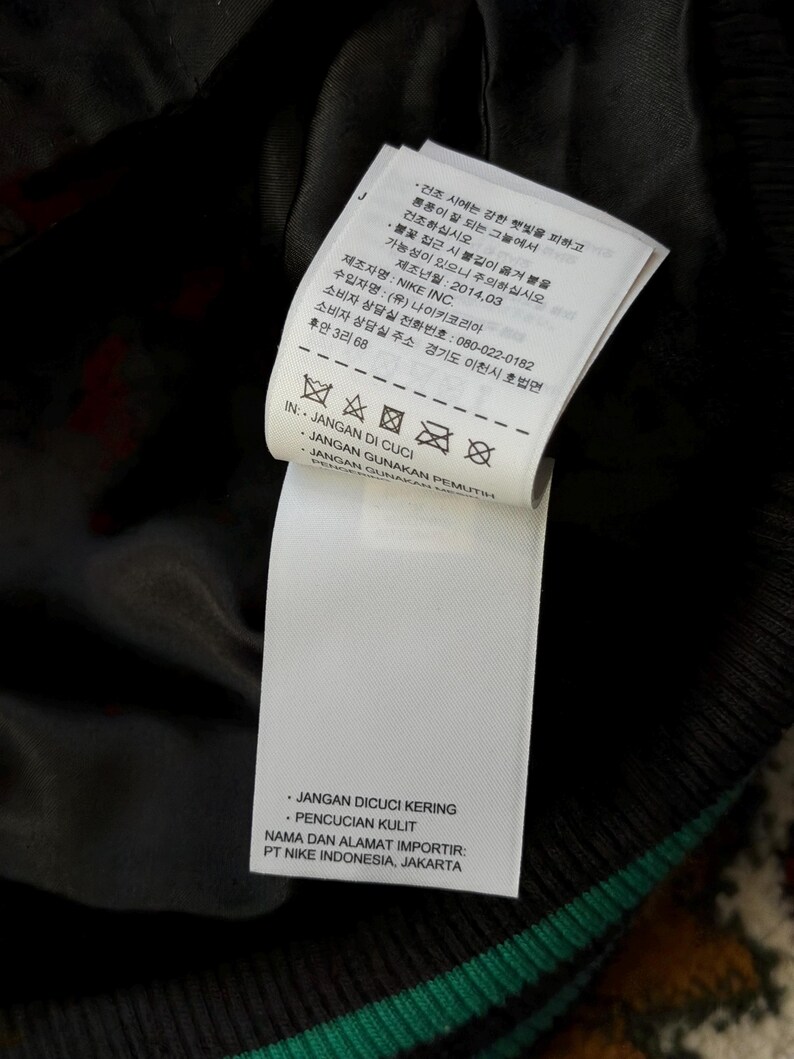 J
· 건조 시에는 강한 햇빛을 피하고
통풍이 잘 되는 그늘에서
건조하십시오
· 불꽃 접근 시 불길이 옮겨 붙을
가능성이 있으니 주의하십시오
제조년월 : 2014.03
제조자명 : NIKE INC.
수입자명 : (유) 나이키코리아
소비자 상담실 전화번호 : 080-022-0182
소비자 상담실 주소 경기도 이천시 호법면
후안 3리 68
IN: · JANGAN DI CUCI
· JANGAN GUNAKAN PEMUTIH
· JANGAN GUNAKAN MESIN
PENGERING
· JANGAN DICUCI KERING
· PENCUCIAN KULIT
NAMA DAN ALAMAT IMPORTIR:
PT NIKE INDONESIA, JAKARTA